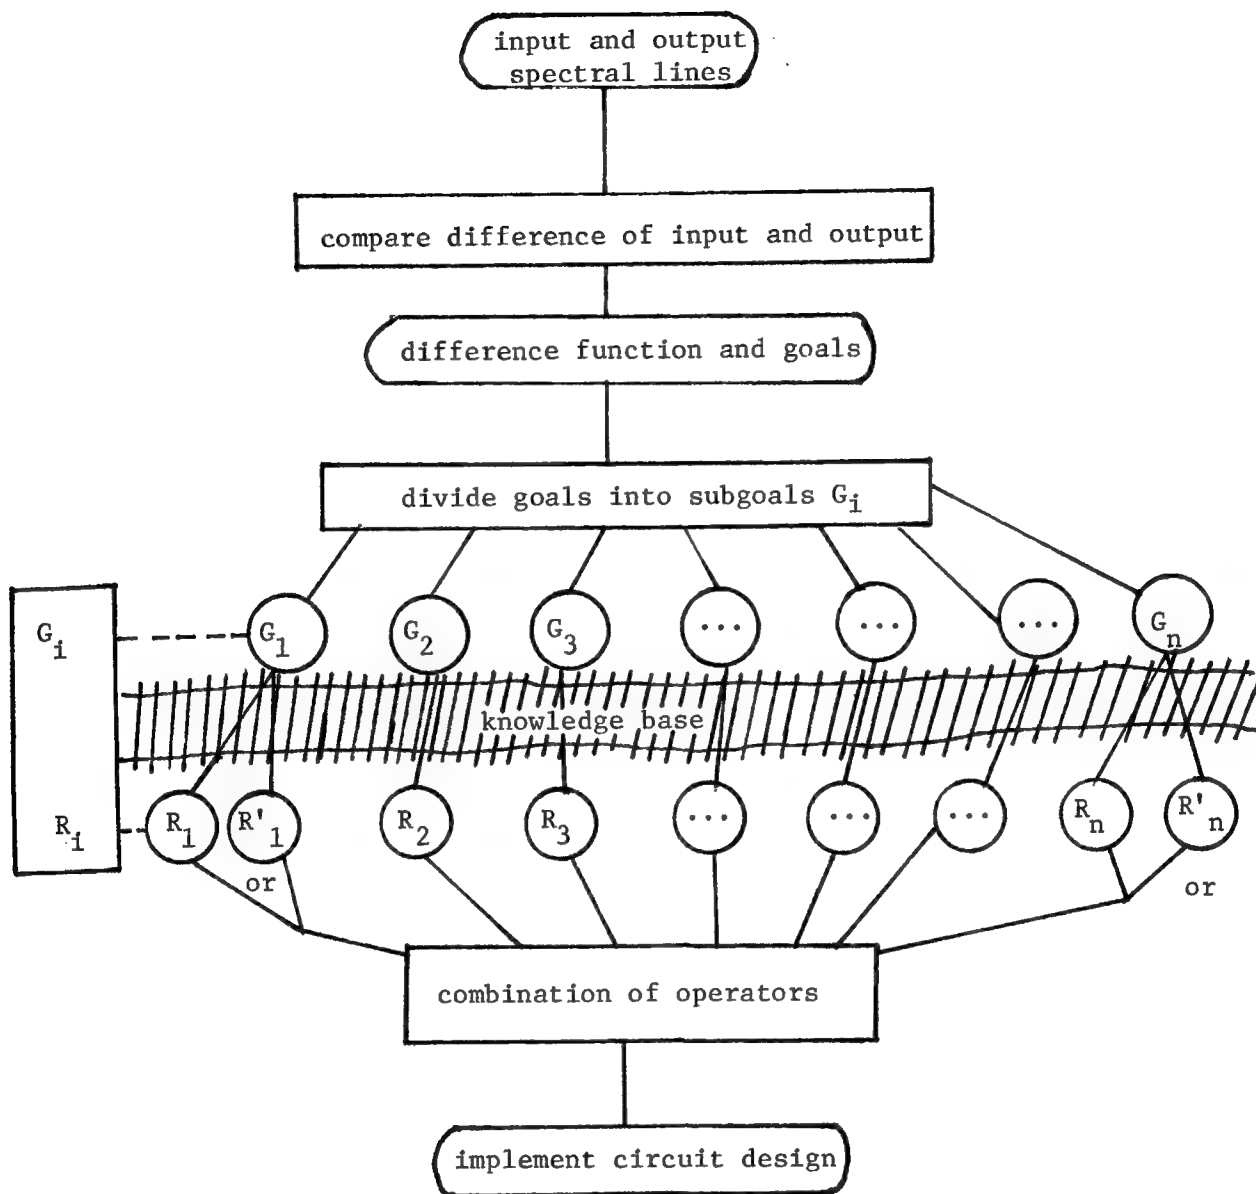 input and output
spectral lines
compare difference of input and output
difference function and goals
divide goals into subgoals Gi
Gi
G1
G2
G3
...
...
...
Gn
knowledge base
Ri
R1
R'1
R2
R3
...
...
...
Rn
R'n
or
or
combination of operators
implement circuit design